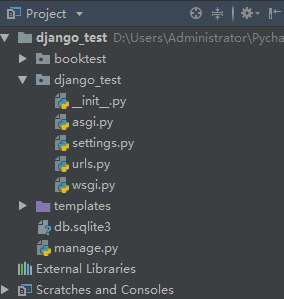 Project
django_test D:\Users\Administrator\Pycha
booktest
django_test
__init__.py
asgi.py
settings.py
urls.py
wsgi.py
templates
db.sqlite3
manage.py
External Libraries
Scratches and Consoles